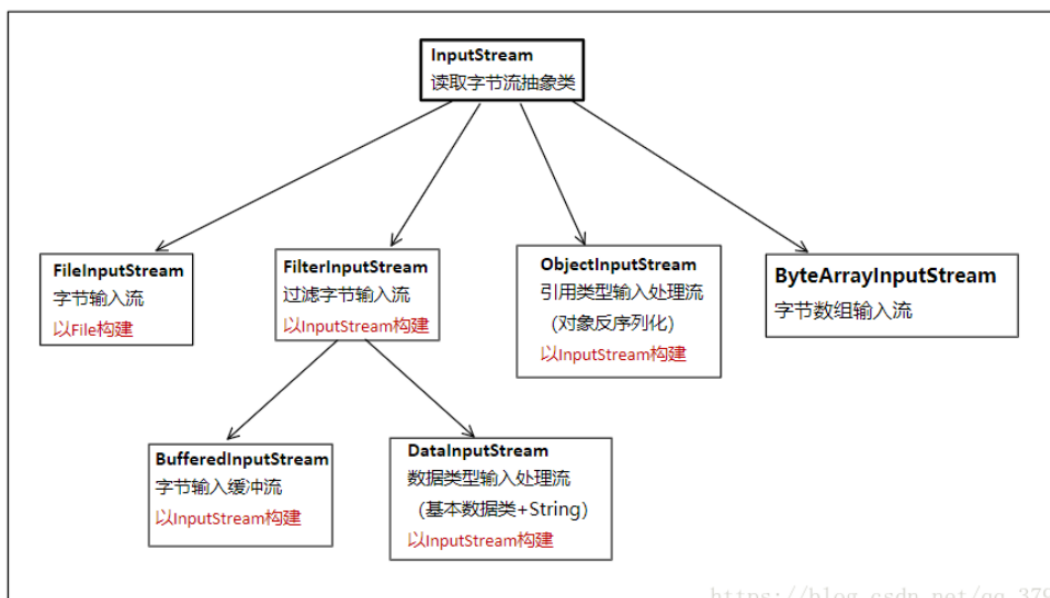 InputStream
读取字节流抽象类
FileInputStream
字节输入流
以File构建
FilterInputStream
过滤字节输入流
以InputStream构建
ObjectInputStream
引用类型输入处理流
（对象反序列化）
以InputStream构建
ByteArrayInputStream
字节数组输入流
BufferedInputStream
字节输入缓冲流
以InputStream构建
DataInputStream
数据类型输入处理流
（基本数据类+String）
以InputStream构建
https://blog.csdn.net/qq_379